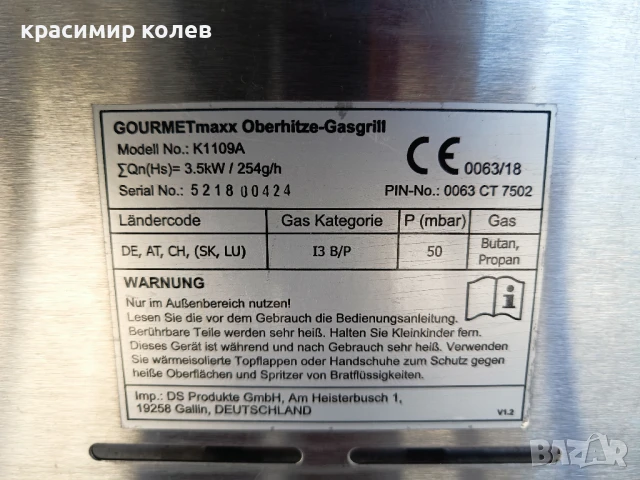 красимир колев
GOURMETmaxx Oberhitze-Gasgrill
Modell No.: K1109A
∑Qn(Hs)= 3.5kW / 254g/h
Serial No.: 521800424
CE 0063/18
PIN-No.: 0063 CT 7502
Ländercode Gas Kategorie P (mbar) Gas
DE, AT, CH, (SK, LU) I3 B/P 50 Butan, Propan
WARNUNG
Nur im Außenbereich nutzen!
Lesen Sie die vor dem Gebrauch die Bedienungsanleitung.
Berührbare Teile werden sehr heiß. Halten Sie Kleinkinder fern.
Dieses Gerät ist während und nach Gebrauch sehr heiß. Verwenden
Sie wärmeisolierte Topflappen oder Handschuhe zum Schutz gegen
heiße Oberflächen und Spritzer von Bratflüssigkeiten.
Imp.: DS Produkte GmbH, Am Heisterbusch 1,
19258 Gallin, DEUTSCHLAND
V1.2
BAZAR